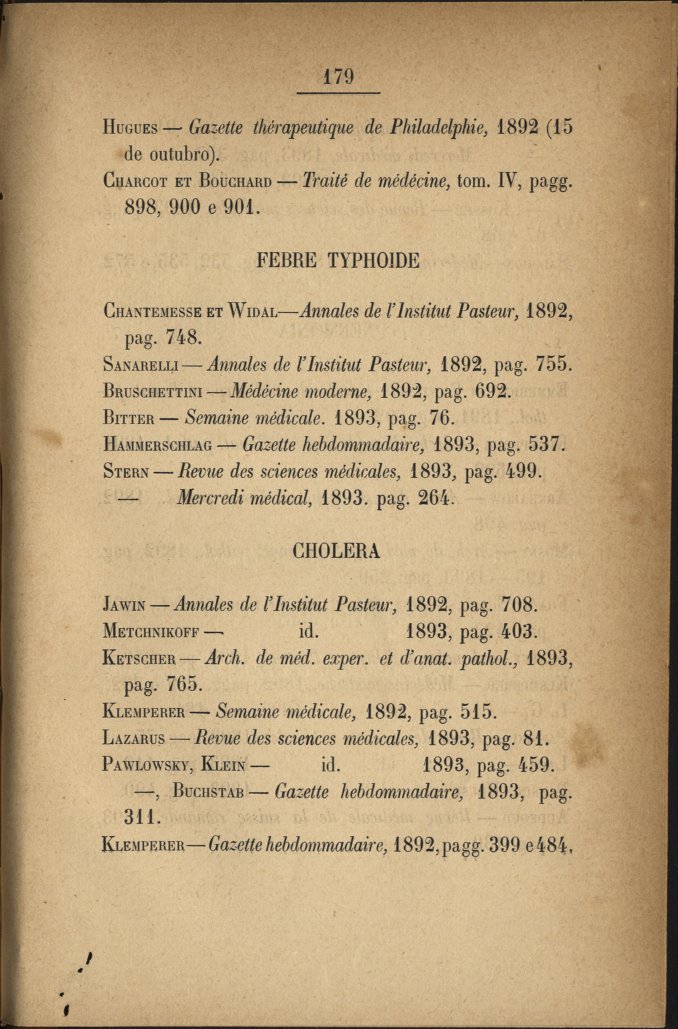 179
HUGUES — Gazette thérapeutique de Philadelphie, 1892 (15
de outubro).
CHARCOT ET BOUCHARD — Traité de médécine, tom. IV, pagg.
898, 900 e 901.
FEBRE TYPHOIDE
CHANTEMESSE ET WIDAL—Annales de l'Institut Pasteur, 1892,
pag. 748.
SANARELLI — Annales de l'Institut Pasteur, 1892, pag. 755.
BRUSCHETTINI — Médécine moderne, 1892, pag. 692.
BITTER — Semaine médicale. 1893, pag. 76.
HAMMERSCHLAG — Gazette hebdommadaire, 1893, pag. 537.
STERN — Revue des sciences médicales, 1893, pag. 499.
— Mercredi médical, 1893. pag. 264.
CHOLERA
JAWIN — Annales de l'Institut Pasteur, 1892, pag. 708.
METCHNIKOFF — id. 1893, pag. 403.
KETSCHER — Arch. de méd. exper. et d'anat. pathol., 1893,
pag. 765.
KLEMPERER — Semaine médicale, 1892, pag. 515.
LAZARUS — Revue des sciences médicales, 1893, pag. 81.
PAWLOWSKY, KLEIN — id. 1893, pag. 459.
—, BUCHSTAB — Gazette hebdommadaire, 1893, pag.
311.
KLEMPERER—Gazette hebdommadaire, 1892, pagg. 399 e 484.